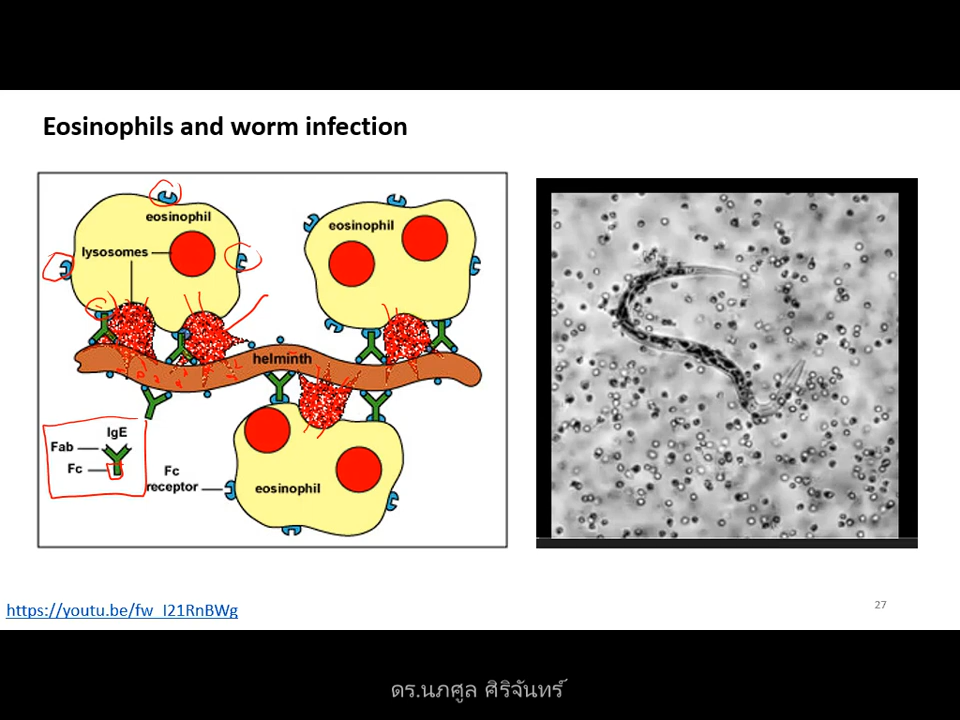 Eosinophils and worm infection
eosinophil
lysosomes
eosinophil
helminth
IgE
Fab
Fc
Fc
receptor
eosinophil
https://youtu.be/fw_I21RnBWg
27
ดร.นภศูล ศิริจันทร์